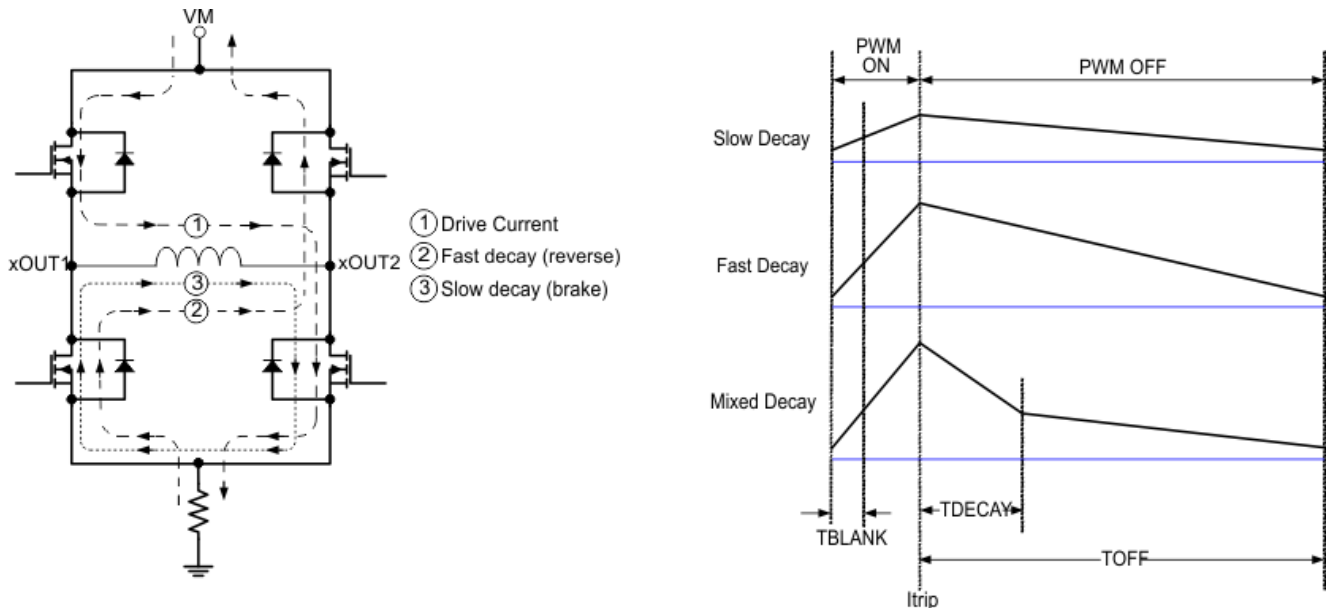 VM
xOUT1
xOUT2
1
3
2
1 Drive Current
2 Fast decay (reverse)
3 Slow decay (brake)
PWM
ON
PWM OFF
Slow Decay
Fast Decay
Mixed Decay
TBLANK
TDECAY
TOFF
Itrip